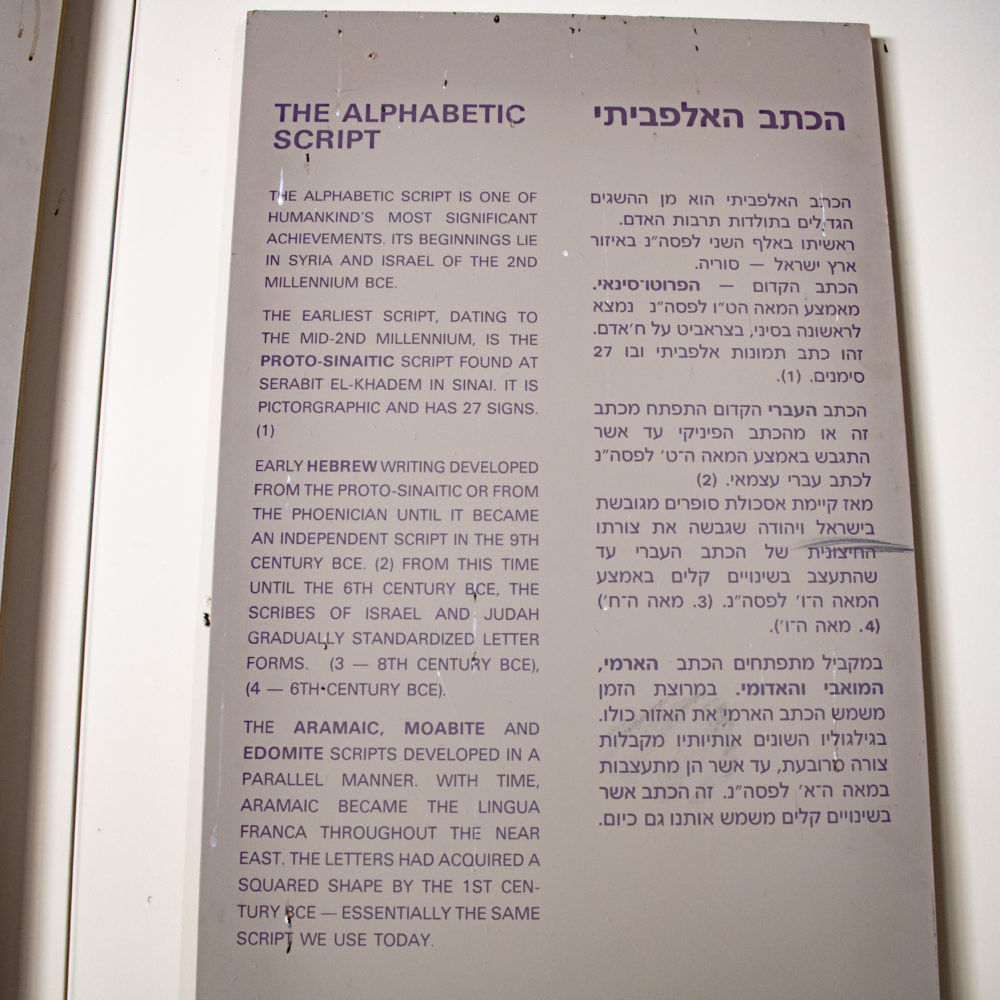 THE ALPHABETIC
SCRIPT
THE ALPHABETIC SCRIPT IS ONE OF
HUMANKIND'S MOST SIGNIFICANT
ACHIEVEMENTS. ITS BEGINNINGS LIE
IN SYRIA AND ISRAEL OF THE 2ND
MILLENNIUM BCE.
THE EARLIEST SCRIPT, DATING TO
THE MID-2ND MILLENNIUM, IS THE
PROTO-SINAITIC SCRIPT FOUND AT
SERABIT EL-KHADEM IN SINAI. IT IS
PICTORGRAPHIC AND HAS 27 SIGNS.
(1)
EARLY HEBREW WRITING DEVELOPED
FROM THE PROTO-SINAITIC OR FROM
THE PHOENICIAN UNTIL IT BECAME
AN INDEPENDENT SCRIPT IN THE 9TH
CENTURY BCE. (2) FROM THIS TIME
UNTIL THE 6TH CENTURY BCE, THE
SCRIBES OF ISRAEL AND JUDAH
GRADUALLY STANDARDIZED LETTER
FORMS. (3 — 8TH CENTURY BCE),
(4 — 6TH CENTURY BCE).
THE ARAMAIC, MOABITE AND
EDOMITE SCRIPTS DEVELOPED IN A
PARALLEL MANNER. WITH TIME,
ARAMAIC BECAME THE LINGUA
FRANCA THROUGHOUT THE NEAR
EAST. THE LETTERS HAD ACQUIRED A
SQUARED SHAPE BY THE 1ST CEN-
TURY BCE — ESSENTIALLY THE SAME
SCRIPT WE USE TODAY.
הכתב האלפביתי
הכתב האלפביתי הוא מן ההשגים
הגדולים בתולדות תרבות האדם.
ראשיתו באלף השני לפסה״נ באיזור
ארץ ישראל — סוריה.
הכתב הקדום — הפרוטו־סינאי.
מאמצע המאה הט״ו לפסה״נ נמצא
לראשונה בסיני, בצראביט על ח׳אדם.
זהו כתב תמונות אלפביתי ובו 27
סימנים. (1).
הכתב העברי הקדום התפתח מכתב
זה או מהכתב הפיניקי עד אשר
התגבש באמצע המאה ה־ט׳ לפסה״נ
לכתב עברי עצמאי. (2)
מאז קיימת אסכולת סופרים מגובשת
בישראל ויהודה שגבשה את צורתו
החיצונית של הכתב העברי עד
שהתעצב בשינויים קלים באמצע
המאה ה־ו׳ לפסה״נ. (3. מאה ה־ח׳)
(4. מאה ה־ו׳).
במקביל מתפתחים הכתב הארמי,
המואבי והאדומי. במרוצת הזמן
משמש הכתב הארמי את האזור כולו.
בגילגוליו השונים אותיותיו מקבלות
צורה מרובעת, עד אשר הן מתעצבות
במאה ה־א׳ לפסה״נ. זה הכתב אשר
בשינויים קלים משמש אותנו גם כיום.